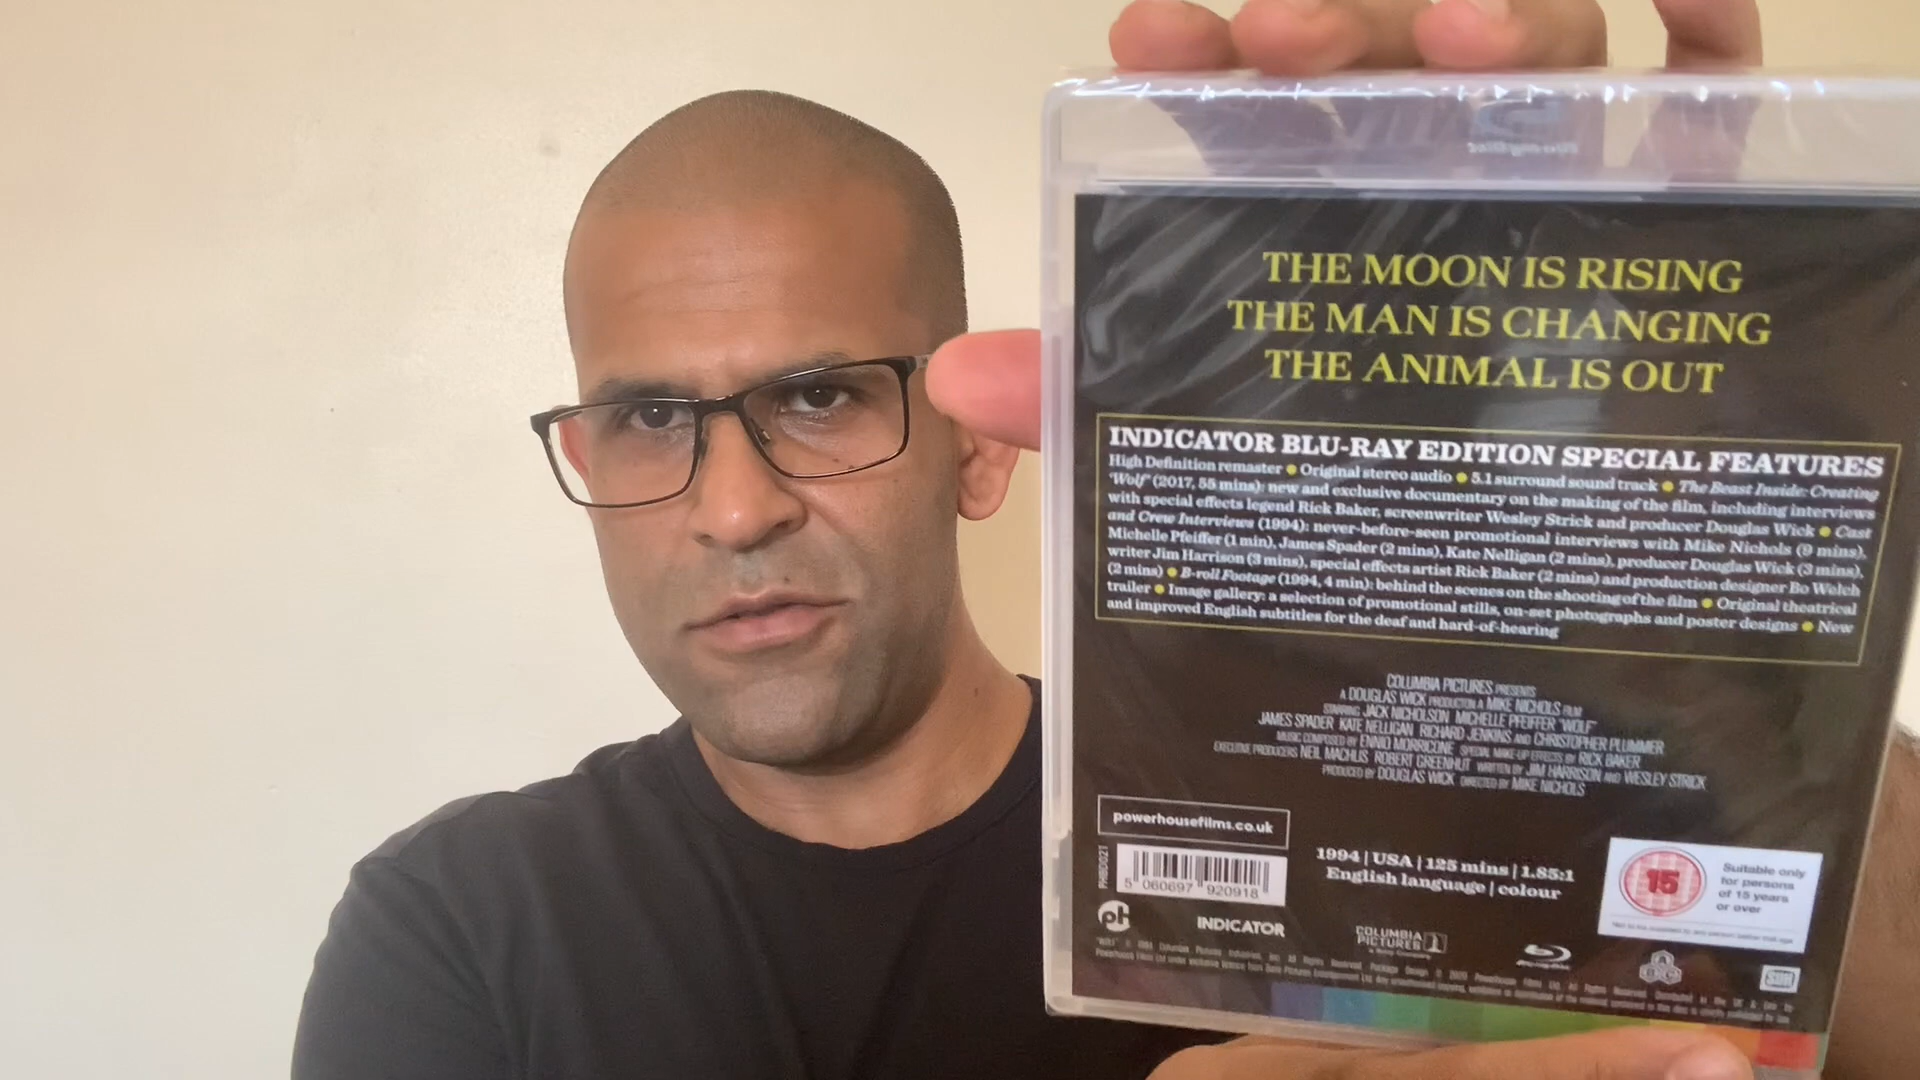 THE MOON IS RISING
THE MAN IS CHANGING
THE ANIMAL IS OUT
INDICATOR BLU-RAY EDITION SPECIAL FEATURES
High Definition remaster ● Original stereo audio ● 5.1 surround sound track ● The Beast Inside: Creating
'Wolf' (2017, 55 mins): new and exclusive documentary on the making of the film, including interviews
with special effects legend Rick Baker, screenwriter Wesley Strick and producer Douglas Wick ● Cast
and Crew Interviews (1994): never-before-seen promotional interviews with Mike Nichols (9 mins),
Michelle Pfeiffer (1 min), James Spader (2 mins), Kate Nelligan (2 mins), producer Douglas Wick (3 mins),
writer Jim Harrison (3 mins), special effects artist Rick Baker (2 mins) and production designer Bo Welch
(2 mins) ● B-roll Footage (1994, 4 min): behind the scenes on the shooting of the film ● Original theatrical
trailer ● Image gallery: a selection of promotional stills, on-set photographs and poster designs ● New
and improved English subtitles for the deaf and hard-of-hearing
COLUMBIA PICTURES PRESENTS
A DOUGLAS WICK PRODUCTION A MIKE NICHOLS FILM
STARRING JACK NICHOLSON MICHELLE PFEIFFER "WOLF"
JAMES SPADER KATE NELLIGAN RICHARD JENKINS AND CHRISTOPHER PLUMMER
MUSIC COMPOSED BY ENNIO MORRICONE SPECIAL MAKE-UP EFFECTS BY RICK BAKER
EXECUTIVE PRODUCERS NEIL MACHLIS ROBERT GREENHUT WRITTEN BY JIM HARRISON AND WESLEY STRICK
PRODUCED BY DOUGLAS WICK DIRECTED BY MIKE NICHOLS
powerhousefilms.co.uk
PHIBD021
5 060697 920918
1994 | USA | 125 mins | 1.85:1
English language | colour
15
Suitable only
for persons
of 15 years
or over
pH
INDICATOR
COLUMBIA
PICTURES
Blu-ray Disc